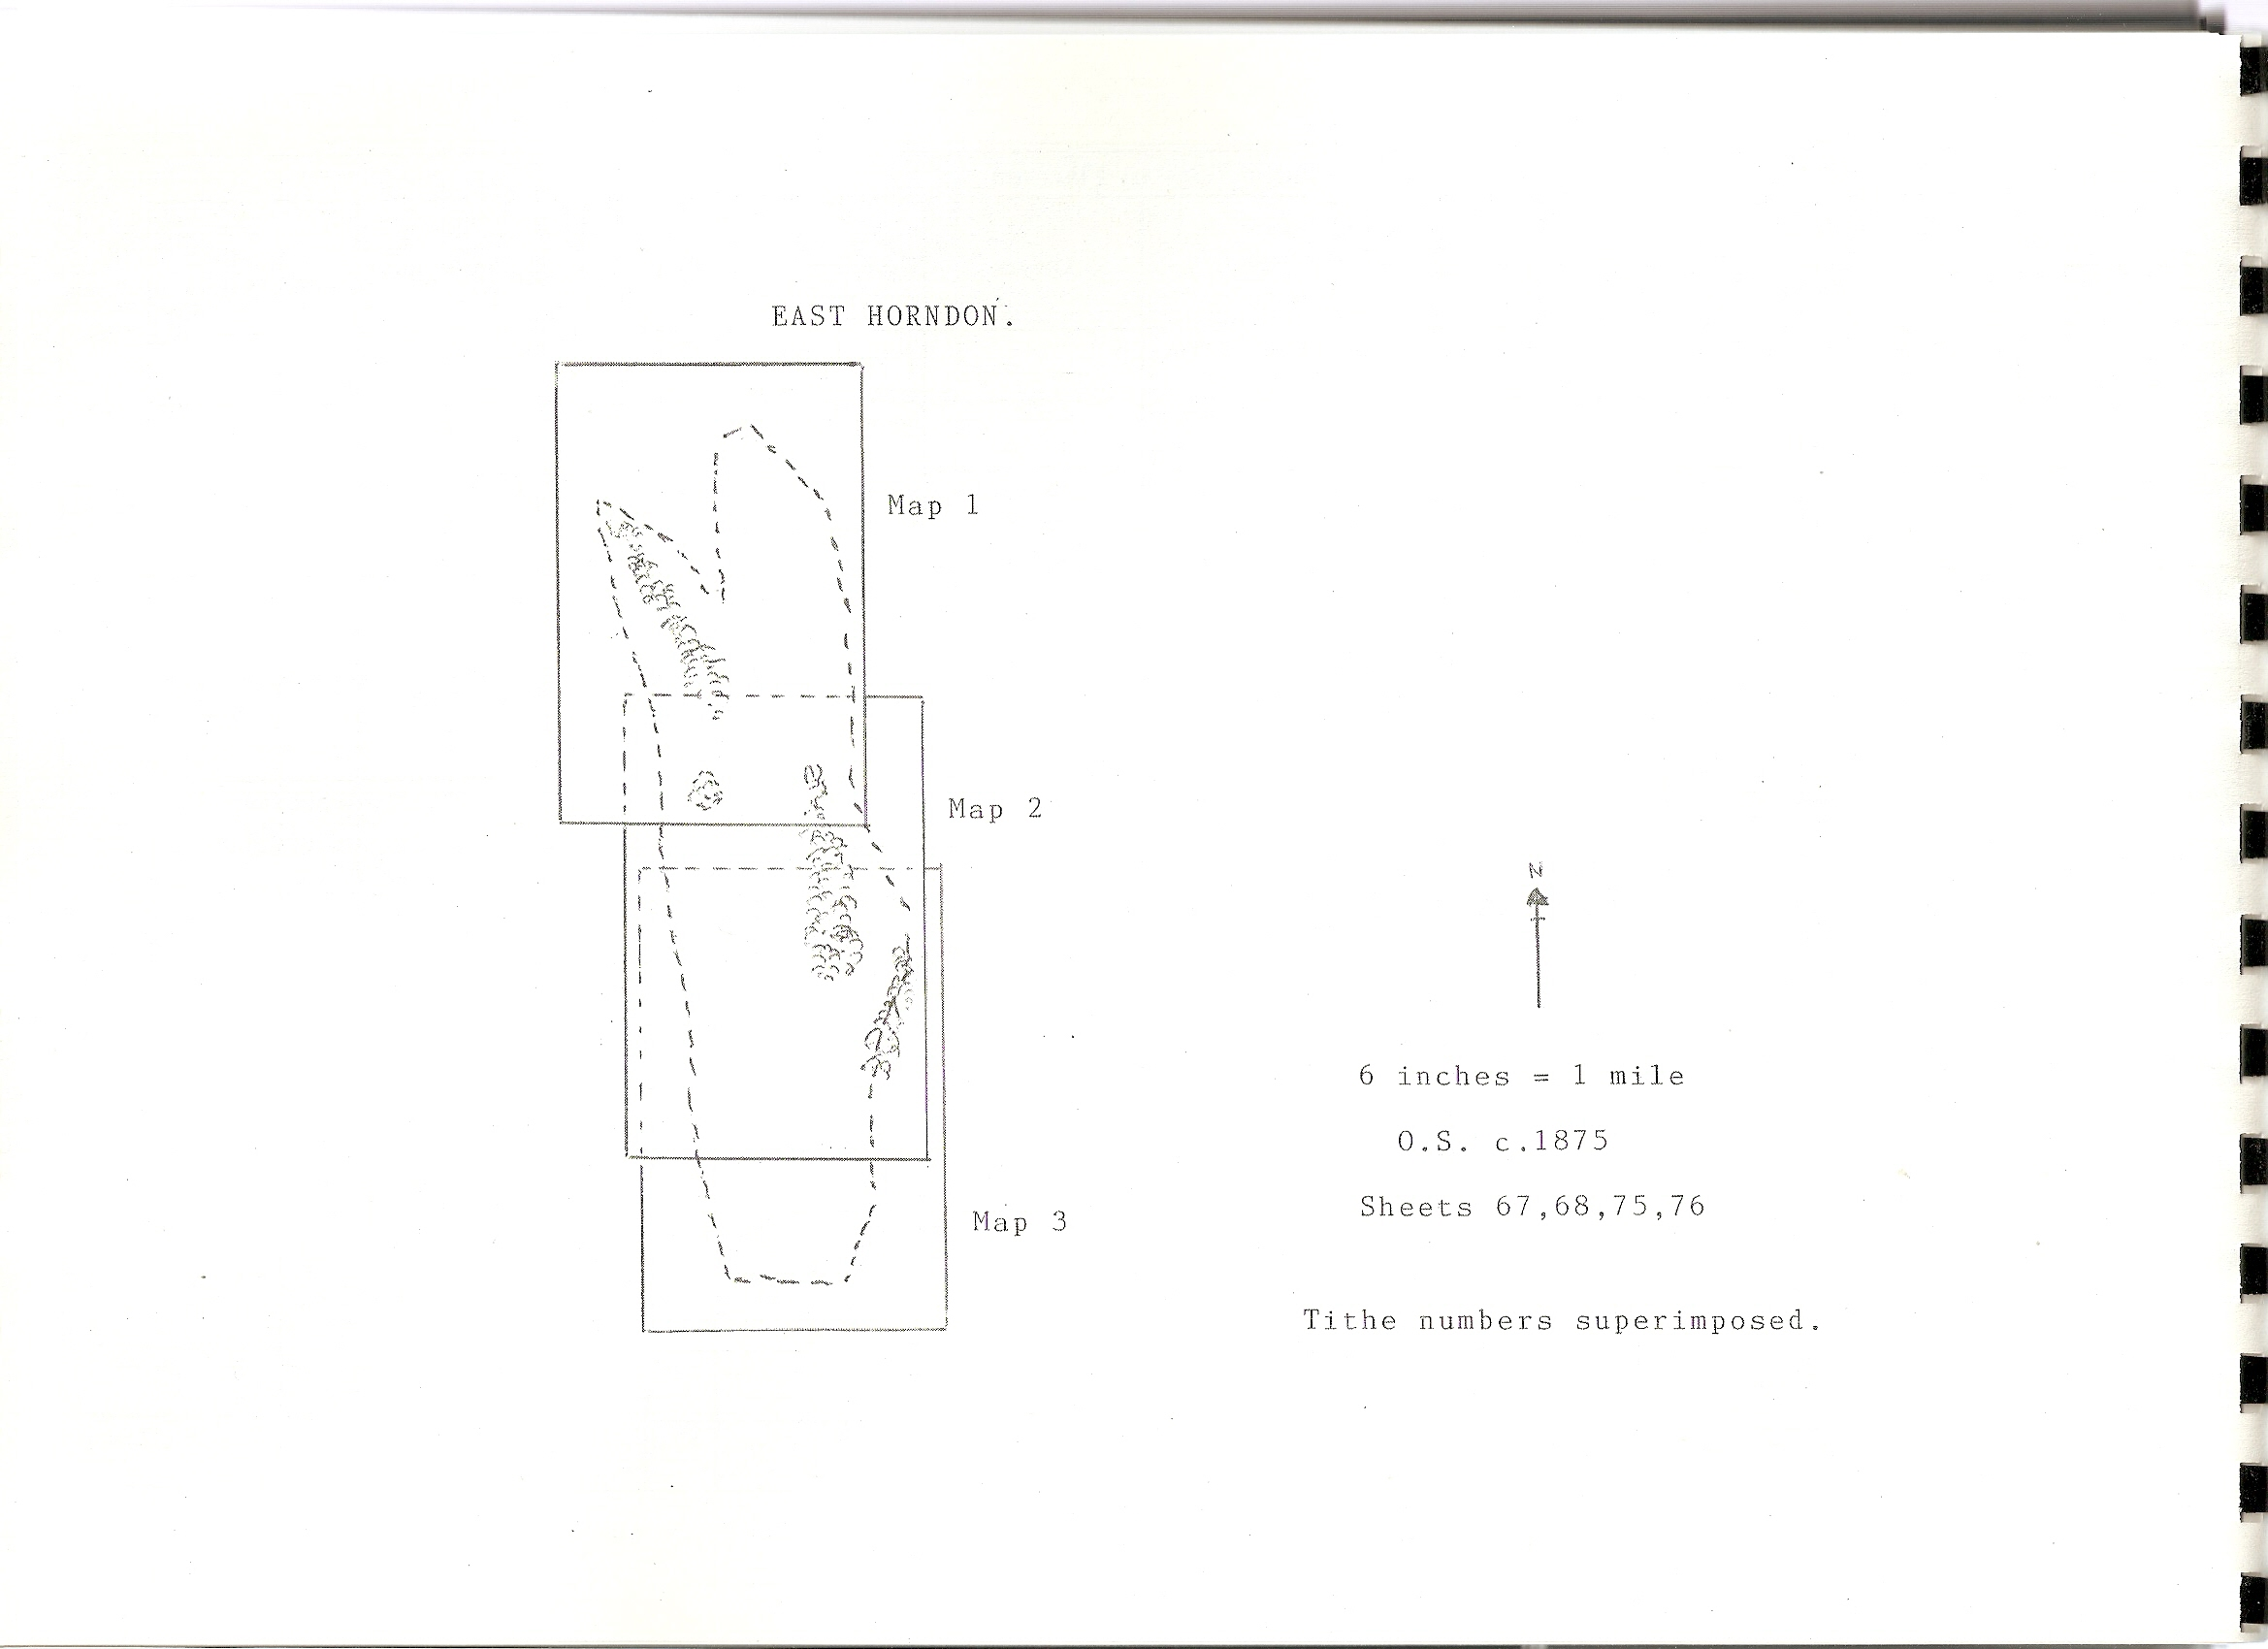 EAST HORNDON.
Map 1
Map 2
N
6 inches = 1 mile
O.S. c.1875
Sheets 67,68,75,76
Map 3
Tithe numbers superimposed.